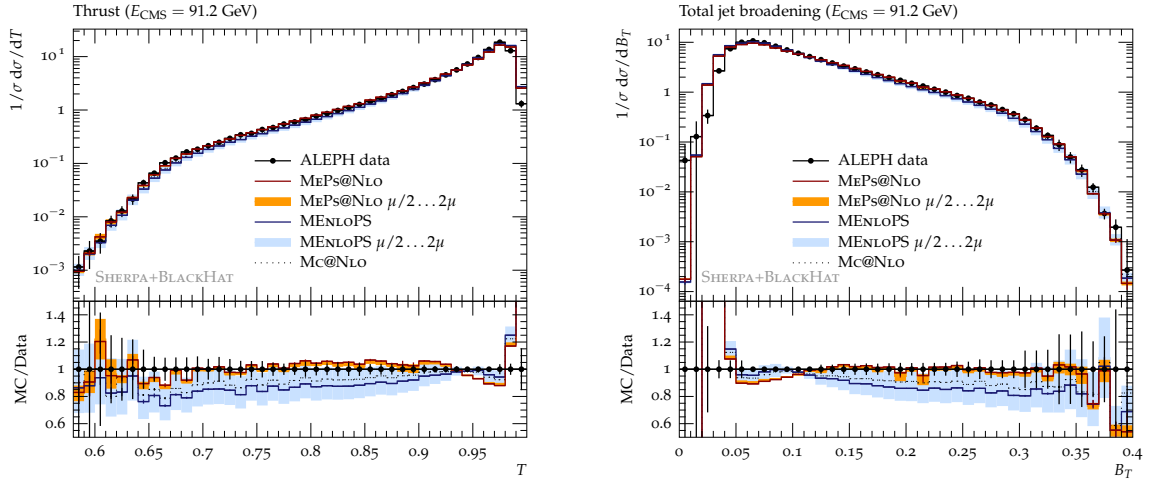 Thrust (E_CMS = 91.2 GeV)
1/σ dσ/dT
10^1
1
10^−1
10^−2
10^−3
ALEPH data
MEPS@NLO
MEPS@NLO μ/2...2μ
MENLOPS
MENLOPS μ/2...2μ
MC@NLO
SHERPA+BLACKHAT
MC/Data
1.4
1.2
1
0.8
0.6
0.6 0.65 0.7 0.75 0.8 0.85 0.9 0.95
T
Total jet broadening (E_CMS = 91.2 GeV)
1/σ dσ/dB_T
10^1
1
10^−1
10^−2
10^−3
10^−4
ALEPH data
MEPS@NLO
MEPS@NLO μ/2...2μ
MENLOPS
MENLOPS μ/2...2μ
MC@NLO
SHERPA+BLACKHAT
MC/Data
1.4
1.2
1
0.8
0.6
0 0.05 0.1 0.15 0.2 0.25 0.3 0.35 0.4
B_T